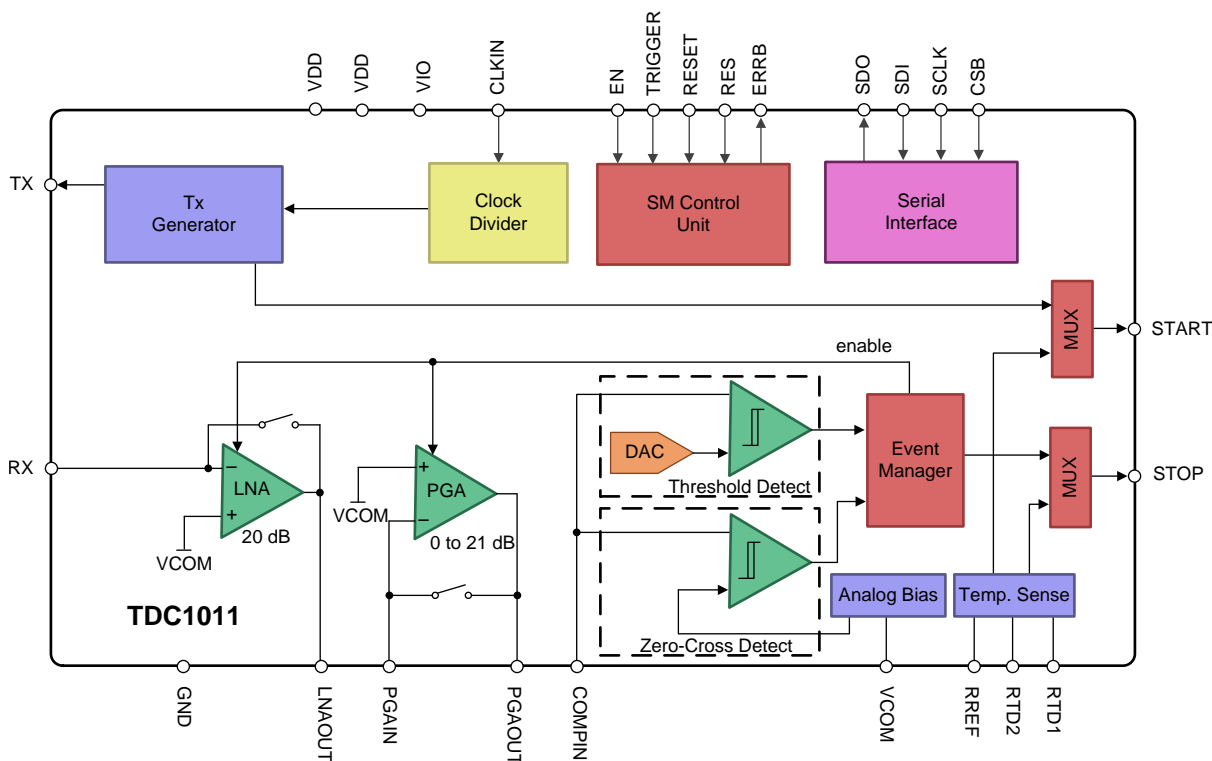 VDD
VDD
VIO
CLKIN
EN
TRIGGER
RESET
RES
ERRB
SDO
SDI
SCLK
CSB
TX
Tx
Generator
Clock
Divider
SM Control
Unit
Serial
Interface
MUX
START
enable
RX
−
LNA
+
20 dB
VCOM
+
PGA
−
VCOM
0 to 21 dB
DAC
Threshold Detect
Event
Manager
MUX
STOP
Zero-Cross Detect
Analog Bias
Temp. Sense
TDC1011
GND
LNAOUT
PGAIN
PGAOUT
COMPIN
VCOM
RREF
RTD2
RTD1